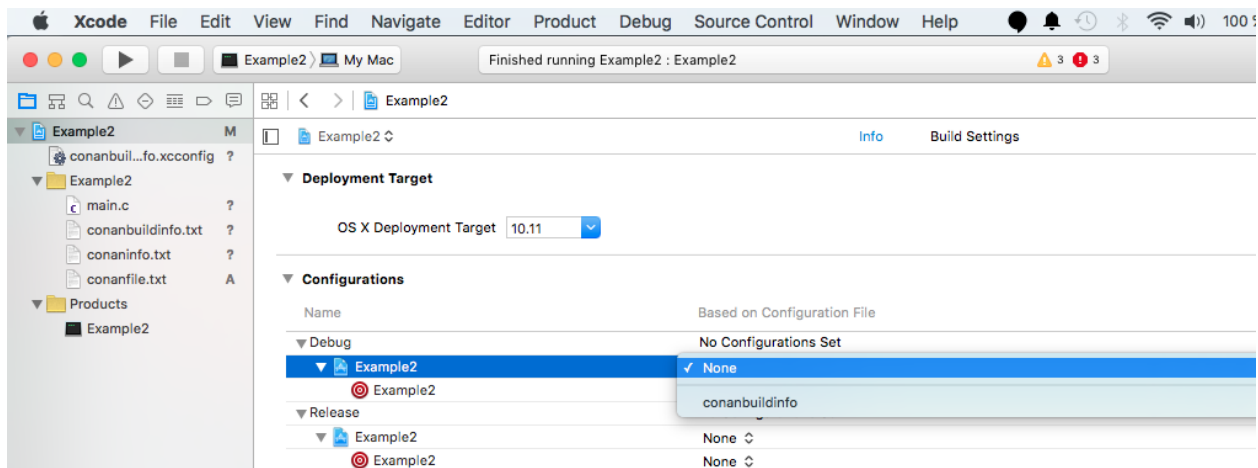 Xcode File Edit View Find Navigate Editor Product Debug Source Control Window Help 100 %
Example2 My Mac Finished running Example2 : Example2 3 3
Example2
Example2 M Example2 Info Build Settings
conanbuil...fo.xcconfig ?
Example2 Deployment Target
main.c ?
conanbuildinfo.txt ? OS X Deployment Target 10.11
conaninfo.txt ?
conanfile.txt A Configurations
Products Name Based on Configuration File
Example2
Debug No Configurations Set
Example2 ✓ None
Example2
conanbuildinfo
Release
Example2 None
Example2 None